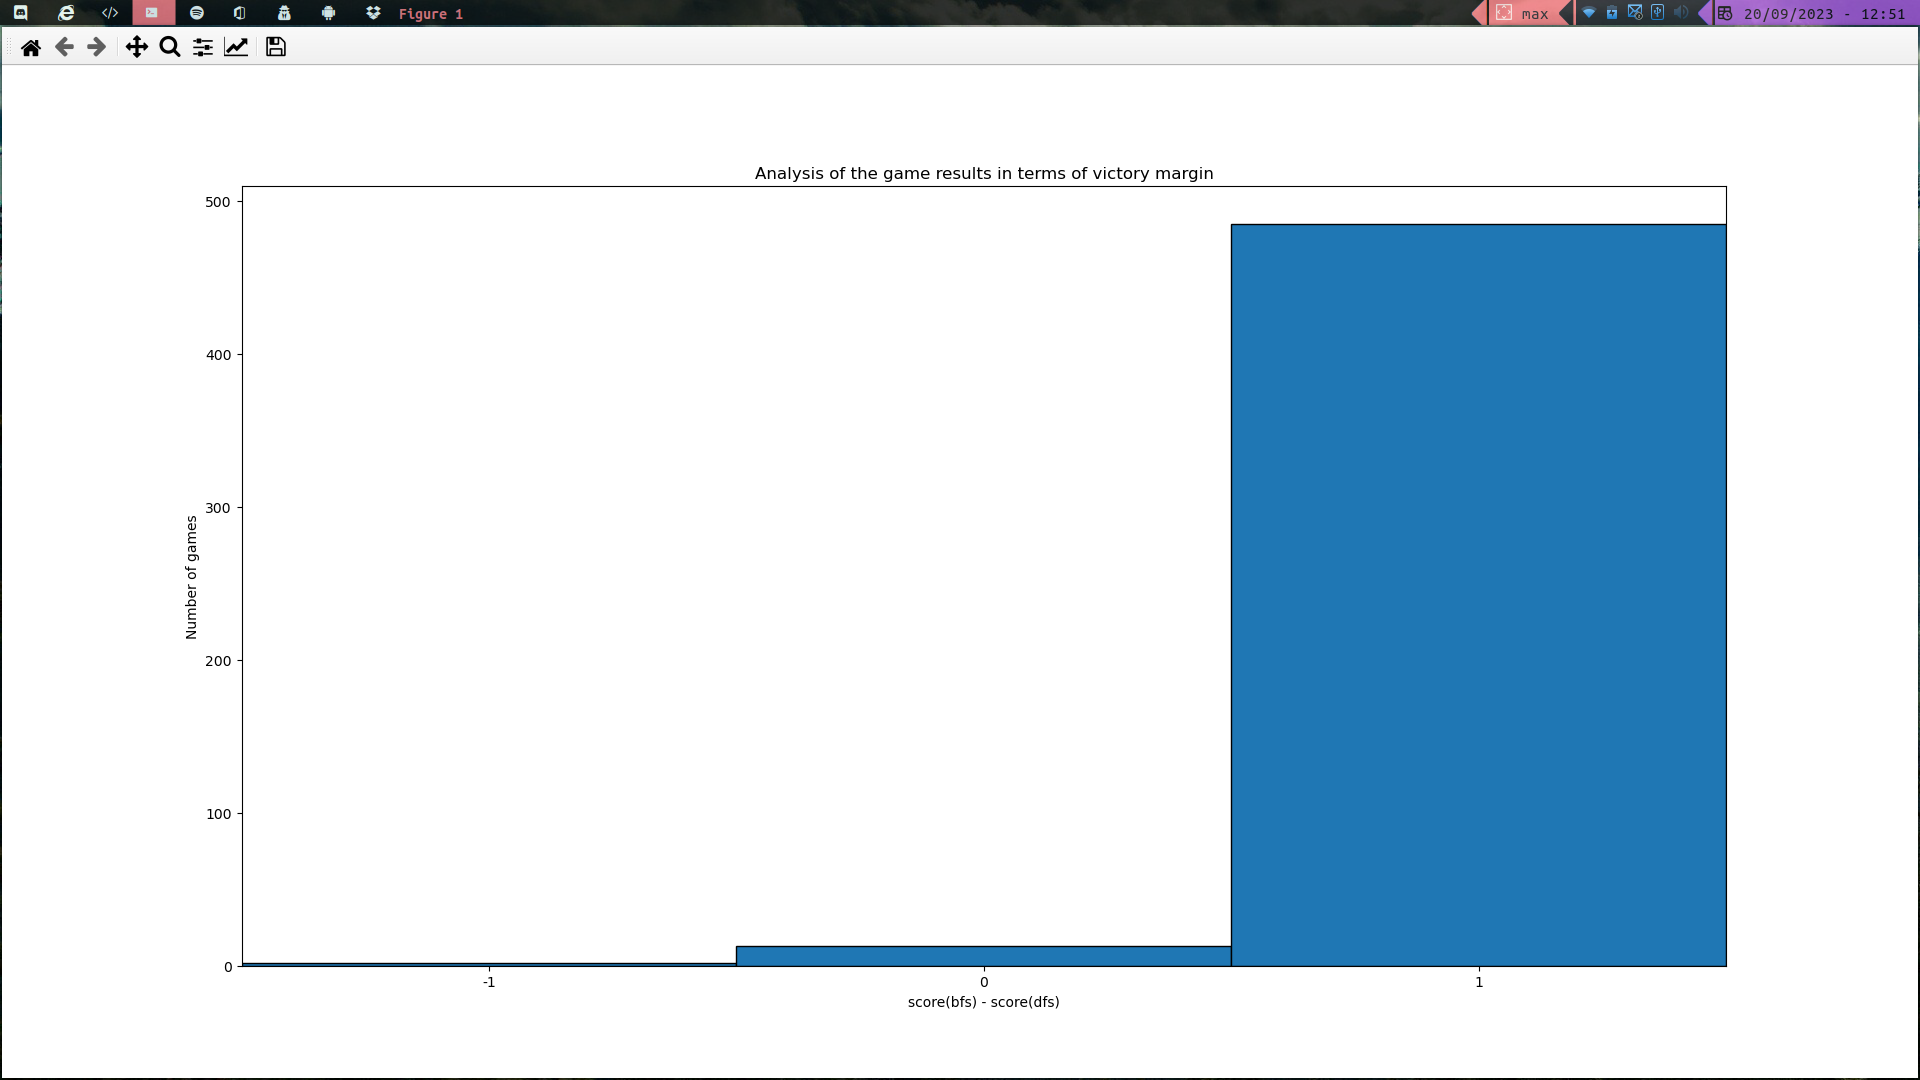 Figure 1
max
20/09/2023 - 12:51
Analysis of the game results in terms of victory margin
500
400
300
200
100
0
Number of games
-1
0
1
score(bfs) - score(dfs)